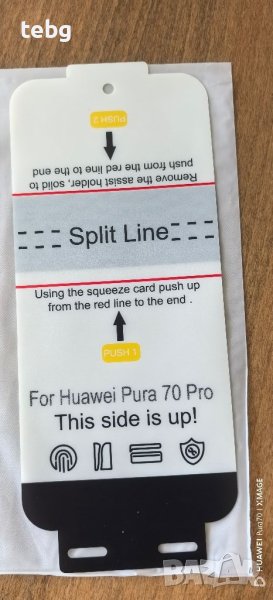 tebg
PUSH 2
Remove the assist holder, solid to
push from the red line to the end
Split Line
Using the squeeze card push up
from the red line to the end .
PUSH 1
For Huawei Pura 70 Pro
This side is up!
HUAWEI Pura70 | XMAGE
BAZAR